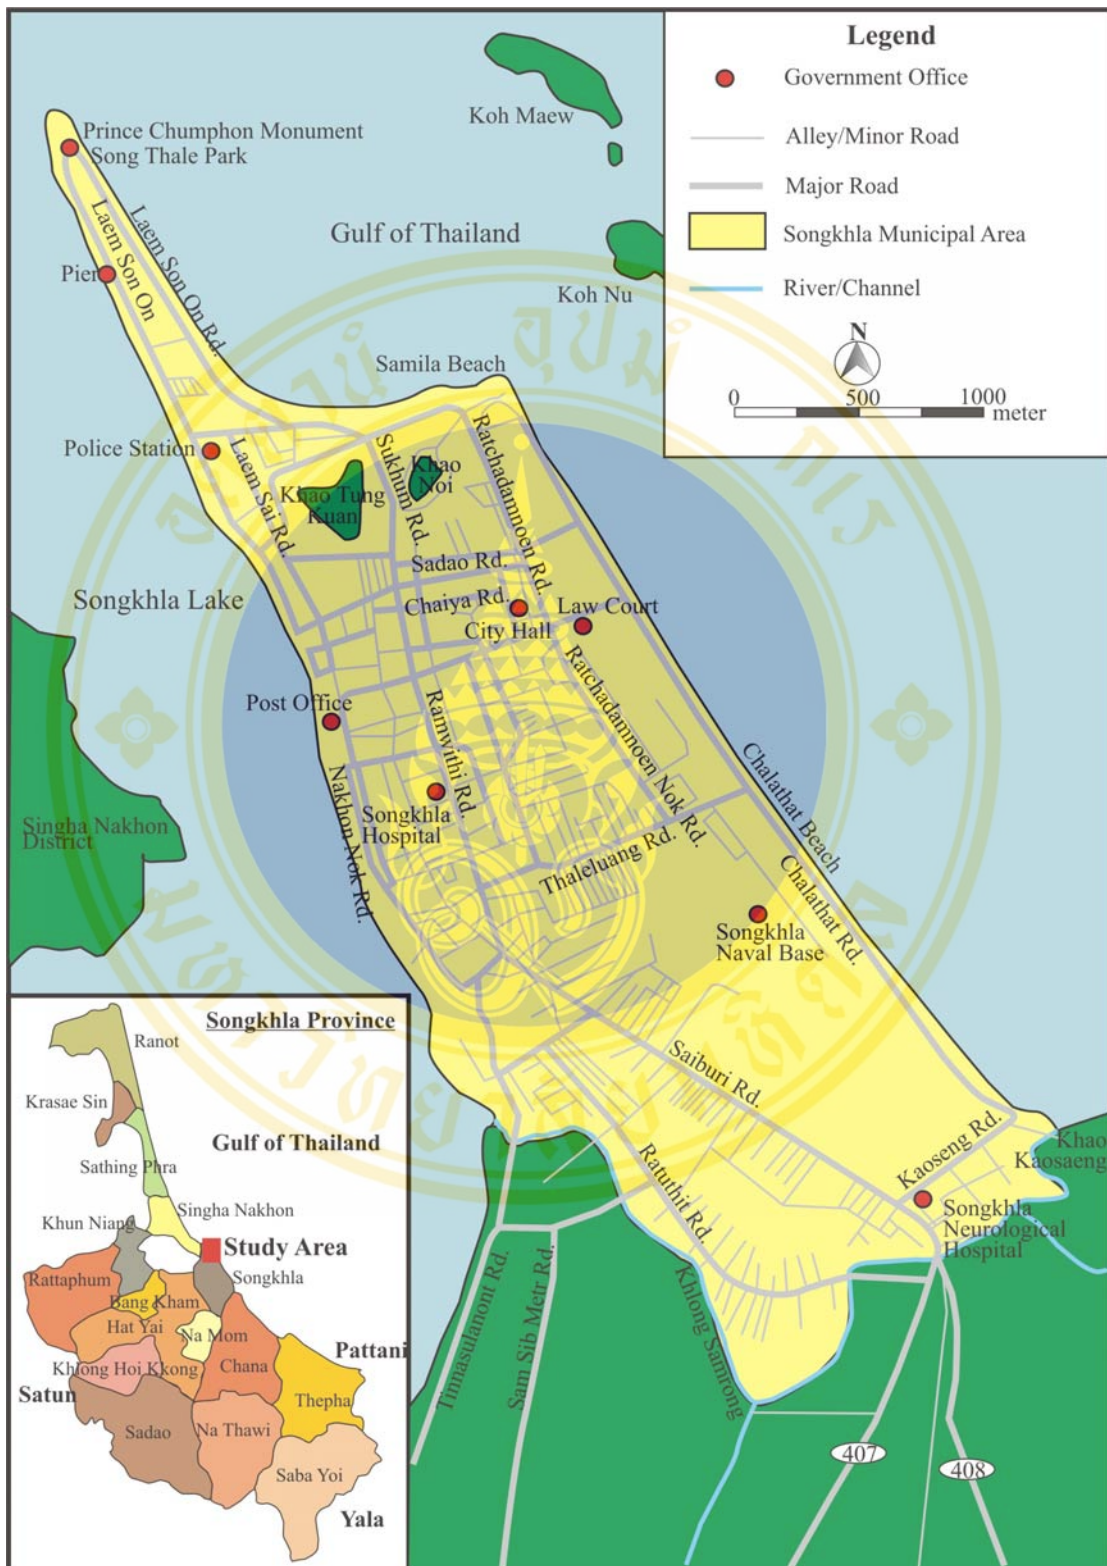 Legend
Government Office
Alley/Minor Road
Major Road
Songkhla Municipal Area
River/Channel
N
0 500 1000
meter
Koh Maew
Prince Chumphon Monument
Song Thale Park
Laem Son On
Laem Son On Rd.
Gulf of Thailand
Pier
Koh Nu
Samila Beach
Police Station
Laem Sai Rd.
Khao Tung
Kuan
Sukhum Rd.
Khao
Noi
Ratchadamnoen Rd.
Sadao Rd.
Songkhla Lake
Chaiya Rd.
City Hall
Law Court
Post Office
Ramwithi Rd.
Ratchadamnoen Nok Rd.
Nakhon Nok Rd.
Songkhla
Hospital
Singha Nakhon
District
Thaleluang Rd.
Chalathat Beach
Chalathat Rd.
Songkhla
Naval Base
Saiburi Rd.
Kaoseng Rd.
Khao
Kaosaeng
Ratuthit Rd.
Songkhla
Neurological
Hospital
Tinnasulanont Rd.
Sam Sib Metr Rd.
Khlong Samrong
407
408
Songkhla Province
Ranot
Krasae Sin
Gulf of Thailand
Sathing Phra
Singha Nakhon
Khun Niang
Study Area
Rattaphum
Songkhla
Bang Kham
Hat Yai
Na Mom
Pattani
Khlong Hoi Kkong
Chana
Satun
Thepha
Sadao
Na Thawi
Saba Yoi
Yala